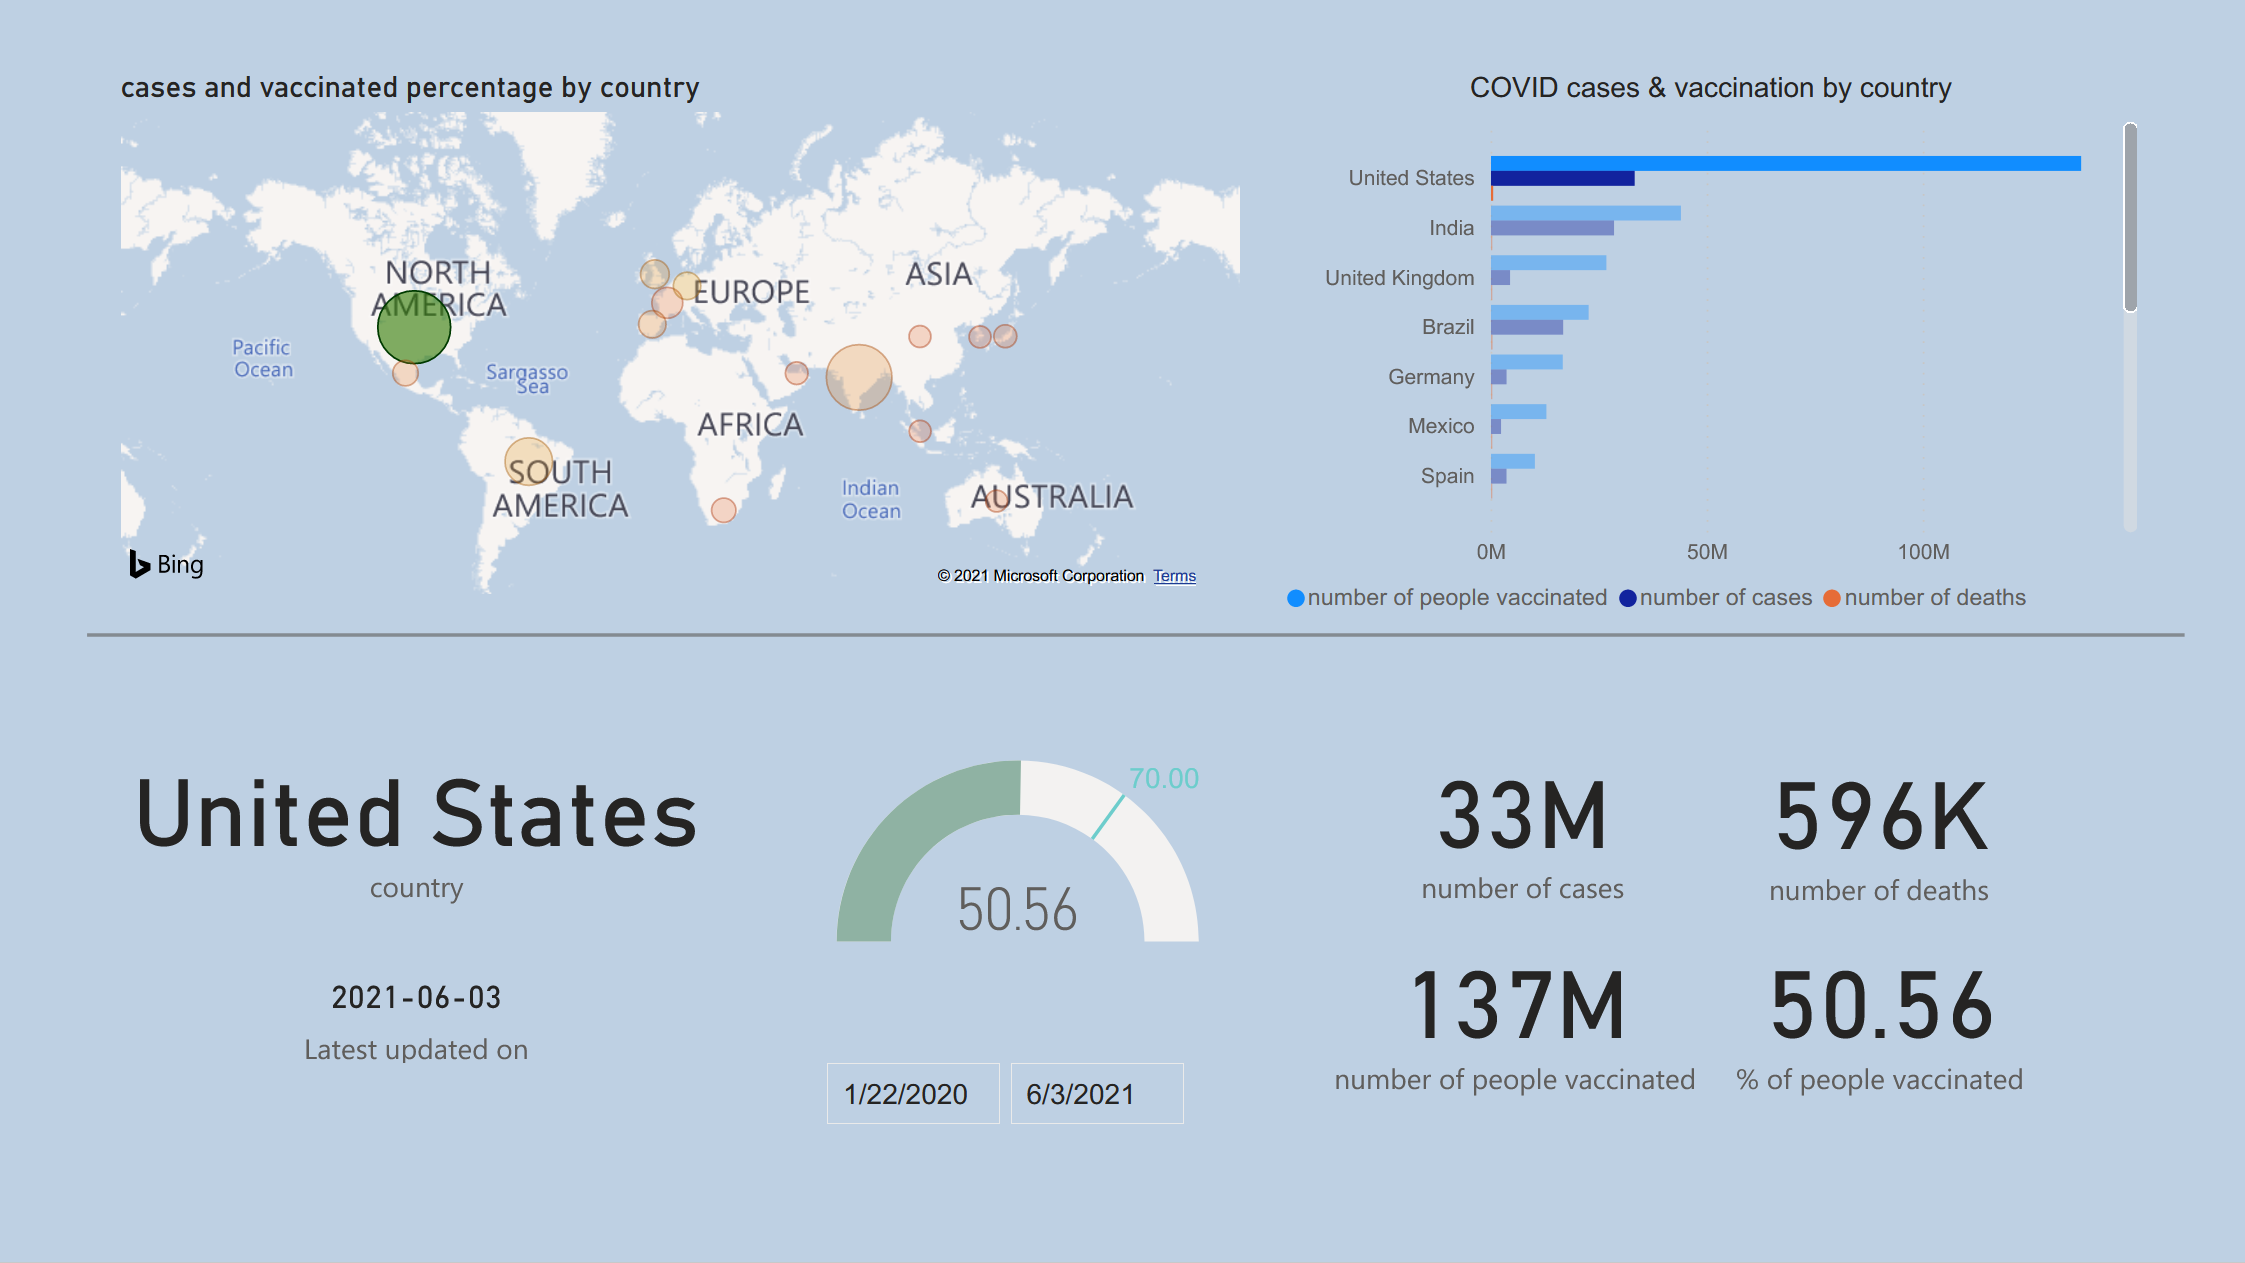 cases and vaccinated percentage by country
NORTH
AMERICA
EUROPE
ASIA
Pacific
Ocean
Sargasso
Sea
AFRICA
SOUTH
AMERICA
Indian
Ocean
AUSTRALIA
Bing
© 2021 Microsoft Corporation Terms
COVID cases & vaccination by country
United States
India
United Kingdom
Brazil
Germany
Mexico
Spain
0M 50M 100M
number of people vaccinated number of cases number of deaths
United States
country
2021-06-03
Latest updated on
70.00
50.56
1/22/2020 6/3/2021
33M
number of cases
596K
number of deaths
137M
number of people vaccinated
50.56
% of people vaccinated